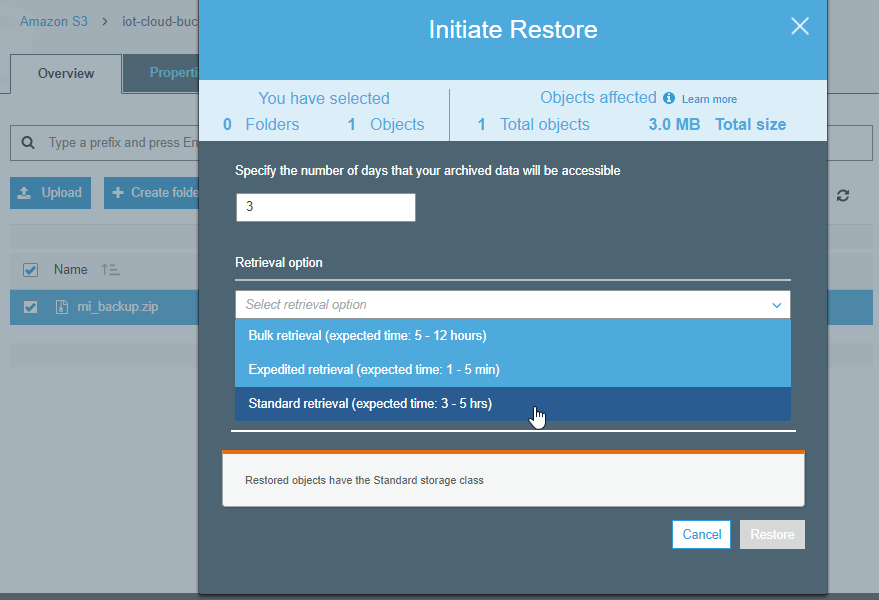 Amazon S3 > iot-cloud-buc
Initiate Restore
Overview
Properti
You have selected
0 Folders 1 Objects
Objects affected Learn more
1 Total objects 3.0 MB Total size
Type a prefix and press En
Upload
Create folde
Name
mi_backup.zip
Specify the number of days that your archived data will be accessible
3
Retrieval option
Select retrieval option
Bulk retrieval (expected time: 5 - 12 hours)
Expedited retrieval (expected time: 1 - 5 min)
Standard retrieval (expected time: 3 - 5 hrs)
Restored objects have the Standard storage class
Cancel
Restore